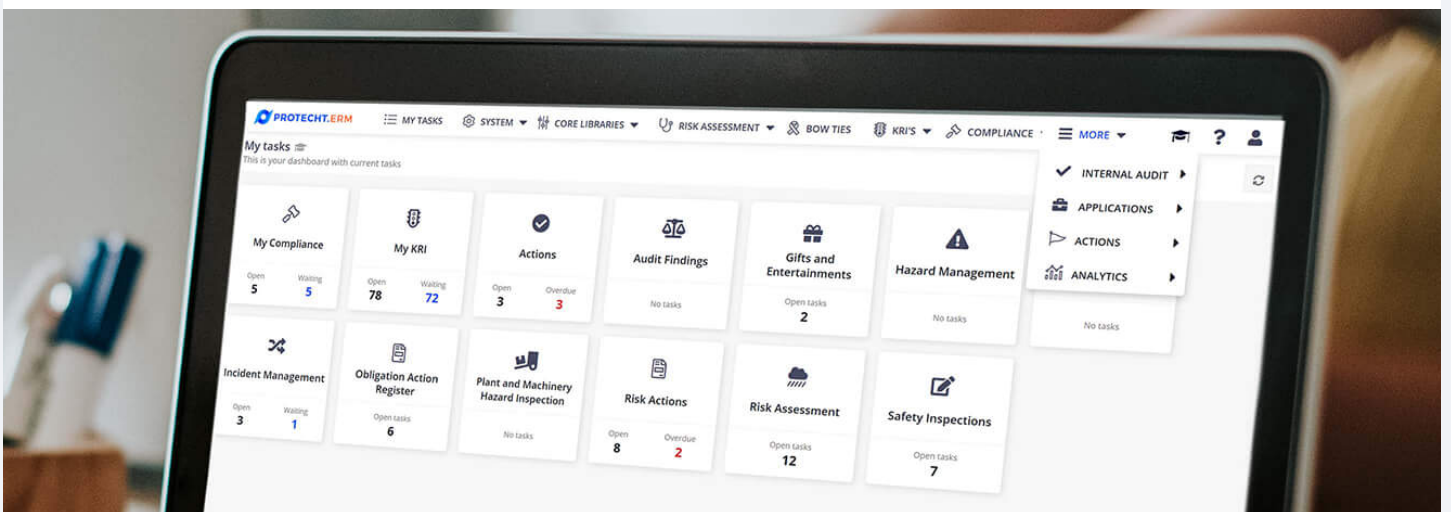 PROTECHT.ERM MY TASKS SYSTEM CORE LIBRARIES RISK ASSESSMENT BOW TIES KRI'S COMPLIANCE MORE ?
My tasks
This is your dashboard with current tasks
INTERNAL AUDIT
APPLICATIONS
ACTIONS
ANALYTICS
My Compliance
Open Waiting
5 5
My KRI
Open Waiting
78 72
Actions
Open Overdue
3 3
Audit Findings
No tasks
Gifts and
Entertainments
Open tasks
2
Hazard Management
No tasks
No tasks
Incident Management
Open Waiting
3 1
Obligation Action
Register
Open tasks
6
Plant and Machinery
Hazard Inspection
No tasks
Risk Actions
Open Overdue
8 2
Risk Assessment
Open tasks
12
Safety Inspections
Open tasks
7